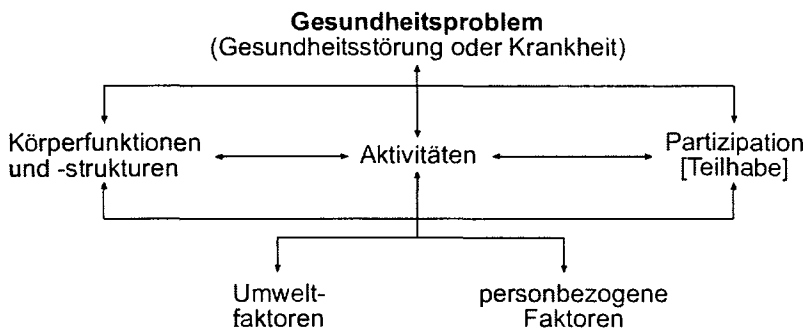 Gesundheitsproblem
(Gesundheitsstörung oder Krankheit)
Körperfunktionen
und -strukturen
Aktivitäten
Partizipation
[Teilhabe]
Umwelt-
faktoren
personbezogene
Faktoren